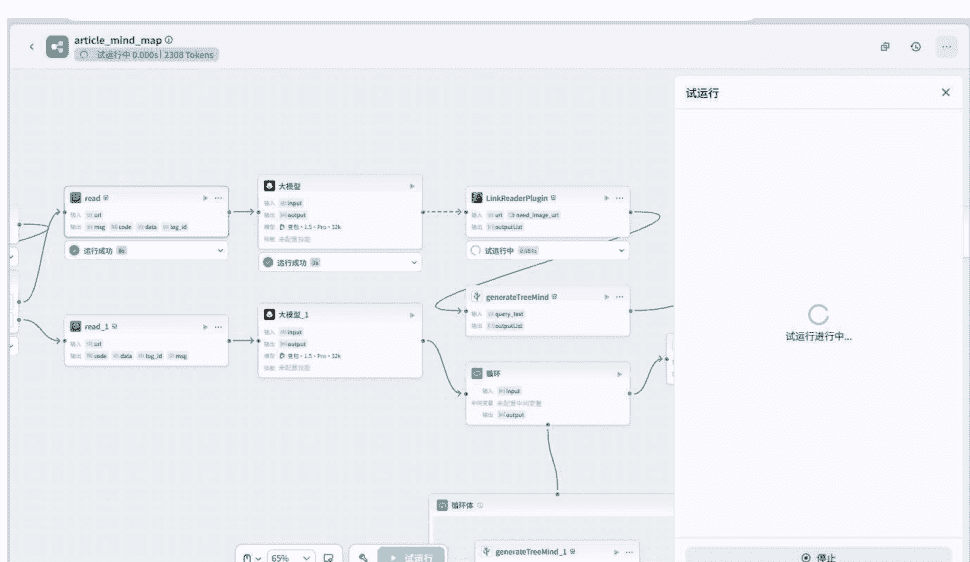 article_mind_map
试运行中 0.000s | 2308 Tokens
试运行
read
输入 url
输出 msg code data log_id
运行成功 8s
大模型
输入 input
输出 output
模型 豆包·1.5·Pro·32k
技能 未配置技能
运行成功 3s
LinkReaderPlugin
输入 url need_image_url
输出 outputList
试运行中
generateTreeMind
输入 query_text
输出 outputList
read_1
输入 url
输出 code data log_id msg
大模型_1
输入 input
输出 output
模型 豆包·1.5·Pro·32k
技能 未配置技能
循环
输入 input
中间变量 未配置中间变量
输出 output
循环体
generateTreeMind_1
试运行进行中...
65%
试运行
停止